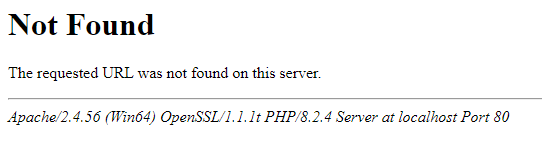 Not Found
The requested URL was not found on this server.
Apache/2.4.56 (Win64) OpenSSL/1.1.1t PHP/8.2.4 Server at localhost Port 80